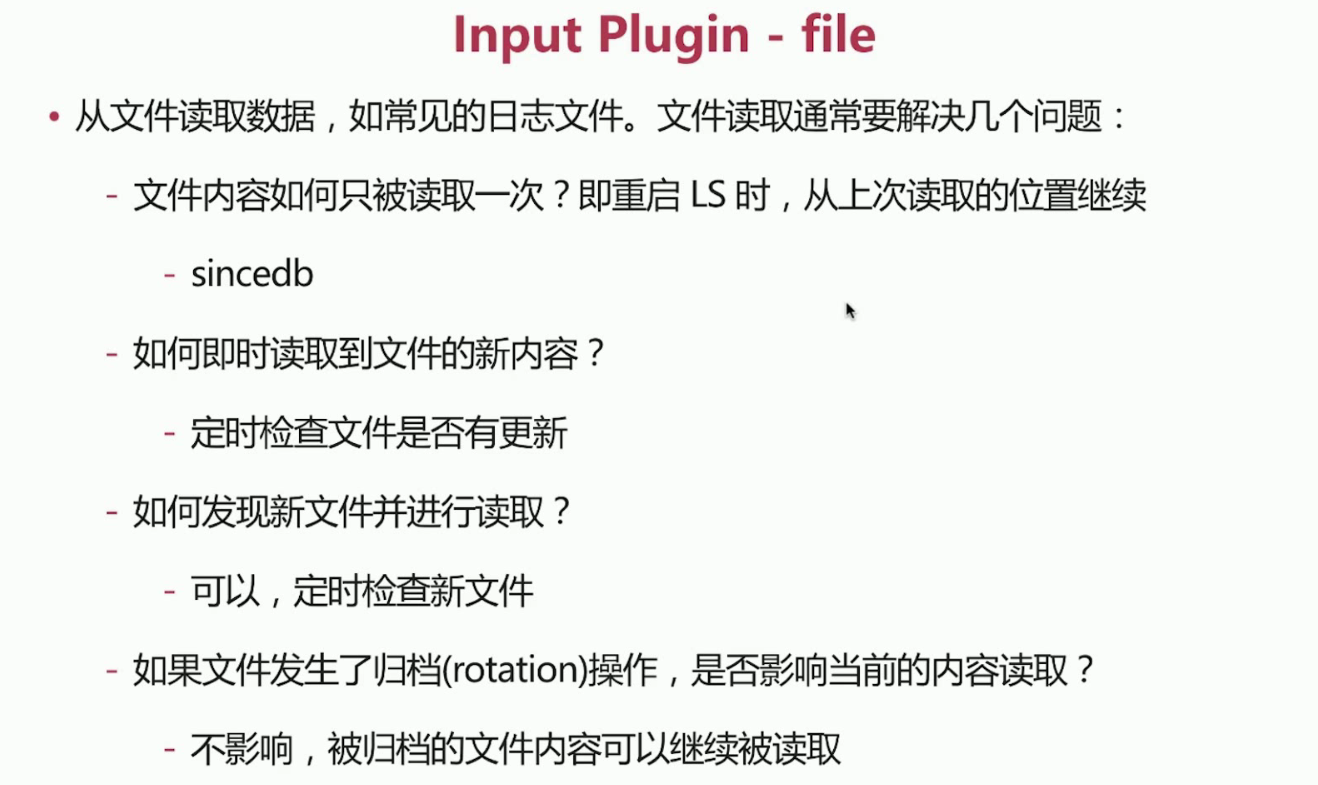 Input Plugin - file
• 从文件读取数据，如常见的日志文件。文件读取通常要解决几个问题：
- 文件内容如何只被读取一次？即重启 LS 时，从上次读取的位置继续
- sincedb
- 如何即时读取到文件的新内容？
- 定时检查文件是否有更新
- 如何发现新文件并进行读取？
- 可以，定时检查新文件
- 如果文件发生了归档(rotation)操作，是否影响当前的内容读取？
- 不影响，被归档的文件内容可以继续被读取